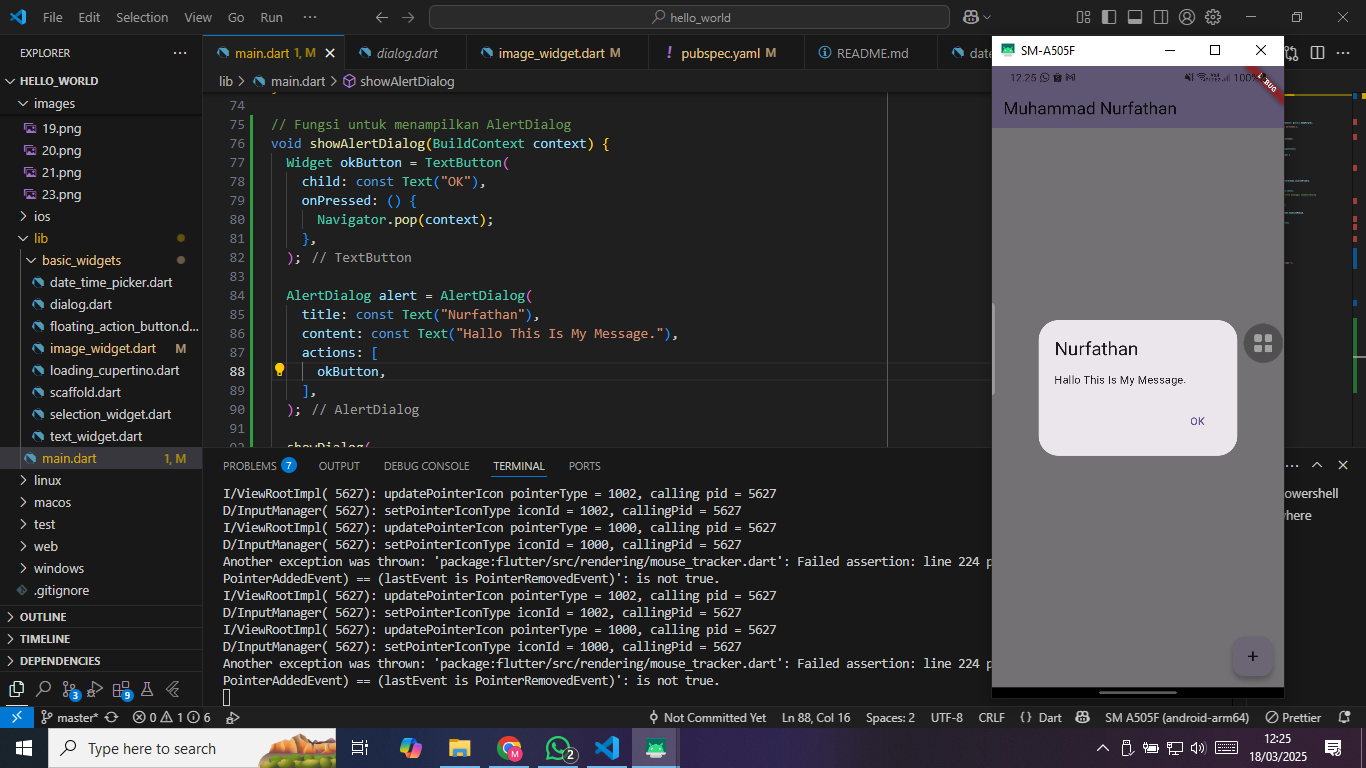 File Edit Selection View Go Run ···
hello_world
EXPLORER
HELLO_WORLD
images
19.png
20.png
21.png
23.png
ios
lib
basic_widgets
date_time_picker.dart
dialog.dart
floating_action_button.d...
image_widget.dart M
loading_cupertino.dart
scaffold.dart
selection_widget.dart
text_widget.dart
main.dart 1, M
linux
macos
test
web
windows
.gitignore
OUTLINE
TIMELINE
DEPENDENCIES
3
9
main.dart 1, M
dialog.dart
image_widget.dart M
! pubspec.yaml M
README.md
date
lib > main.dart > showAlertDialog
74
75 // Fungsi untuk menampilkan AlertDialog
76 void showAlertDialog(BuildContext context) {
77 Widget okButton = TextButton(
78 child: const Text("OK"),
79 onPressed: () {
80 Navigator.pop(context);
81 },
82 ); // TextButton
83
84 AlertDialog alert = AlertDialog(
85 title: const Text("Nurfathan"),
86 content: const Text("Hallo This Is My Message."),
87 actions: [
88 okButton,
89 ],
90 ); // AlertDialog
91
92 showDialog(
PROBLEMS 7 OUTPUT DEBUG CONSOLE TERMINAL PORTS
I/ViewRootImpl( 5627): updatePointerIcon pointerType = 1002, calling pid = 5627
D/InputManager( 5627): setPointerIconType iconId = 1002, callingPid = 5627
I/ViewRootImpl( 5627): updatePointerIcon pointerType = 1000, calling pid = 5627
D/InputManager( 5627): setPointerIconType iconId = 1000, callingPid = 5627
Another exception was thrown: 'package:flutter/src/rendering/mouse_tracker.dart': Failed assertion: line 224 p
PointerAddedEvent) == (lastEvent is PointerRemovedEvent)': is not true.
I/ViewRootImpl( 5627): updatePointerIcon pointerType = 1002, calling pid = 5627
D/InputManager( 5627): setPointerIconType iconId = 1002, callingPid = 5627
I/ViewRootImpl( 5627): updatePointerIcon pointerType = 1000, calling pid = 5627
D/InputManager( 5627): setPointerIconType iconId = 1000, callingPid = 5627
Another exception was thrown: 'package:flutter/src/rendering/mouse_tracker.dart': Failed assertion: line 224 p
PointerAddedEvent) == (lastEvent is PointerRemovedEvent)': is not true.
owershell
here
SM-A505F
12.25 100%
Muhammad Nurfathan
Nurfathan
Hallo This Is My Message.
OK
+
master* 0 1 6
Not Committed Yet Ln 88, Col 16 Spaces: 2 UTF-8 CRLF {} Dart SM A505F (android-arm64) Prettier
Type here to search
M
2
12:25
18/03/2025